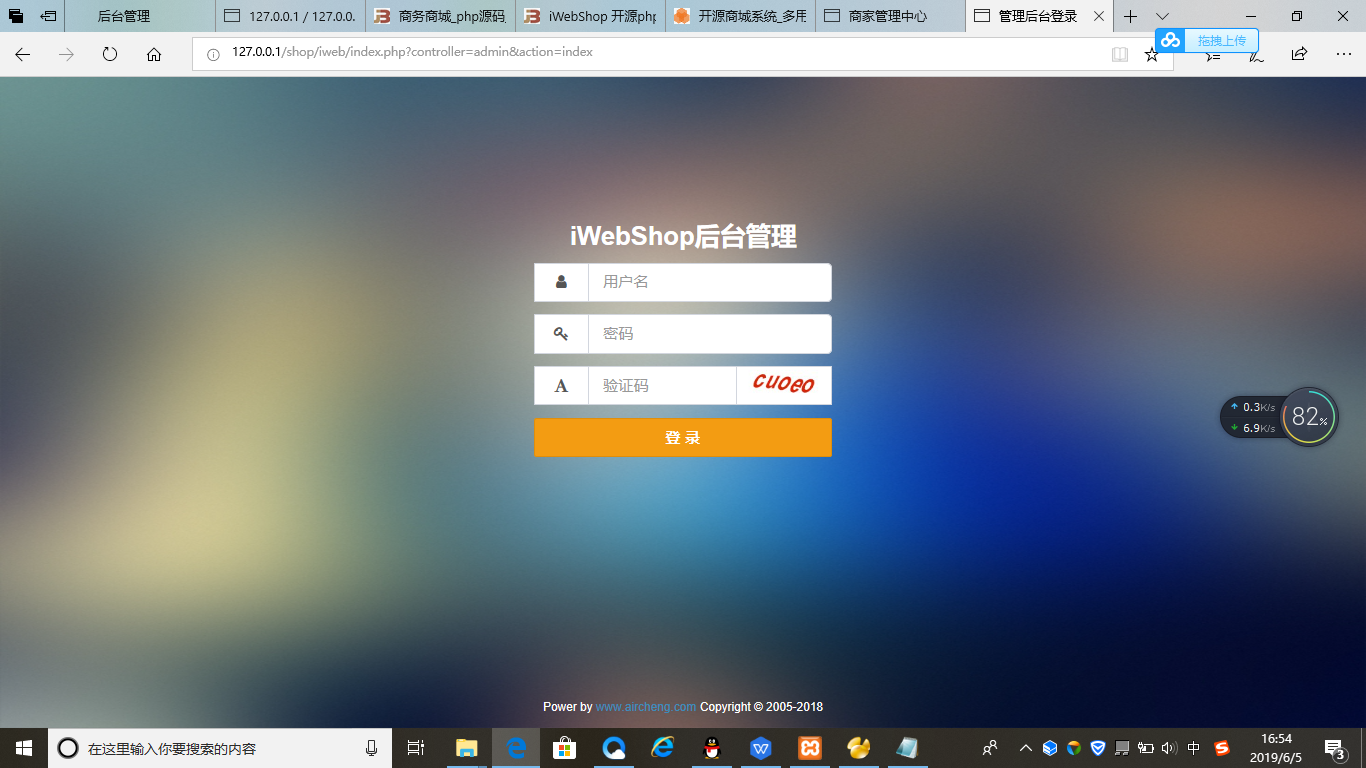 后台管理
127.0.0.1 / 127.0.0.
商务商城_php源码
iWebShop 开源php
开源商城系统_多用
商家管理中心
管理后台登录
127.0.0.1/shop/iweb/index.php?controller=admin&action=index
拖拽上传
iWebShop后台管理
用户名
密码
A 验证码 cuoeo
登 录
0.3K/s
6.9K/s
82%
Power by www.aircheng.com Copyright © 2005-2018
在这里输入你要搜索的内容
中
16:54
2019/6/5
3